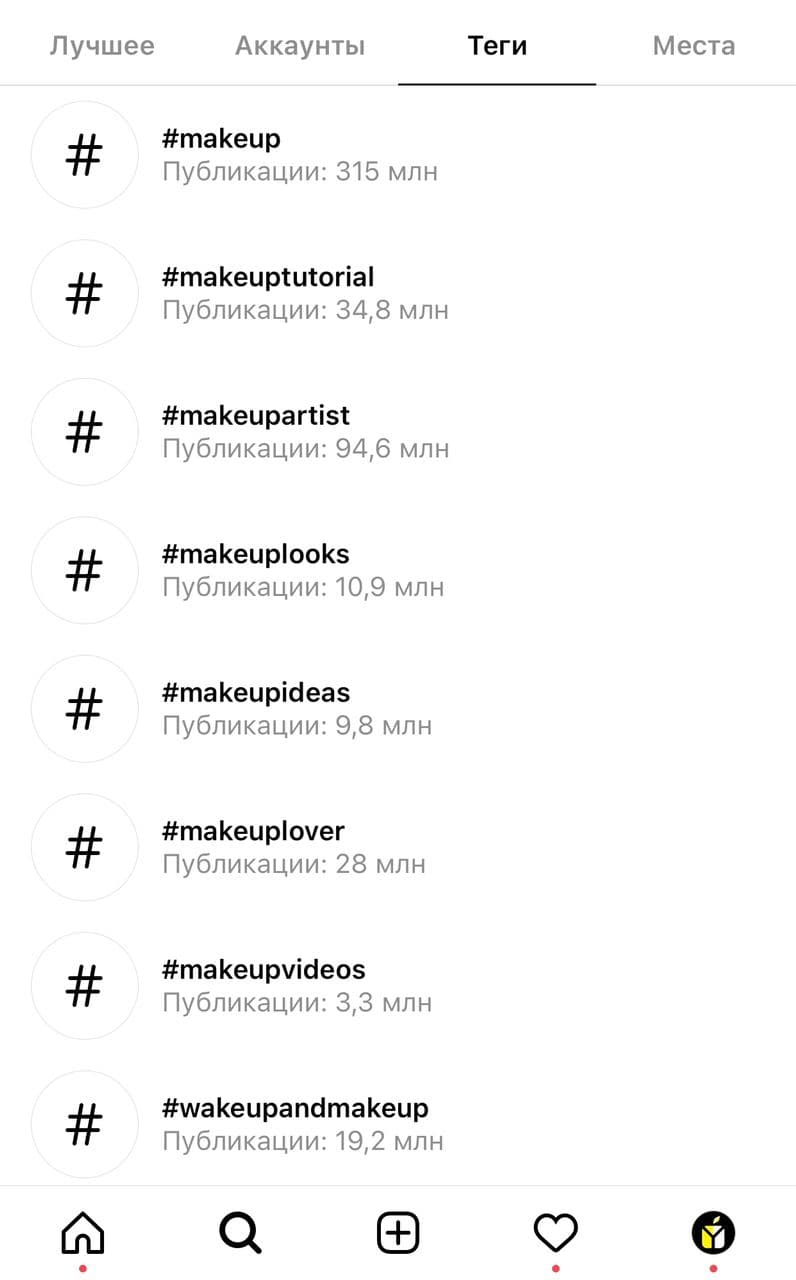 Лучшее Аккаунты Теги Места
#makeup
Публикации: 315 млн
#makeuptutorial
Публикации: 34,8 млн
#makeupartist
Публикации: 94,6 млн
#makeuplooks
Публикации: 10,9 млн
#makeupideas
Публикации: 9,8 млн
#makeuplover
Публикации: 28 млн
#makeupvideos
Публикации: 3,3 млн
#wakeupandmakeup
Публикации: 19,2 млн